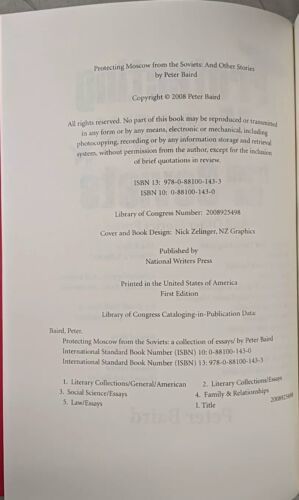 Protecting Moscow from the Soviets: And Other Stories
by Peter Baird
Copyright © 2008 Peter Baird
All rights reserved. No part of this book may be reproduced or transmitted
in any form or by any means, electronic or mechanical, including
photocopying, recording or by any information storage and retrieval
system, without permission from the author, except for the inclusion
of brief quotations in review.
ISBN 13: 978-0-88100-143-3
ISBN 10: 0-88100-143-0
Library of Congress Number: 2008925498
Cover and Book Design: Nick Zelinger, NZ Graphics
Published by
National Writers Press
Printed in the United States of America
First Edition
Library of Congress Cataloging-in-Publication Data:
Baird, Peter.
Protecting Moscow from the Soviets: a collection of essays/ by Peter Baird
International Standard Book Number (ISBN) 10: 0-88100-143-0
International Standard Book Number (ISBN) 13: 978-0-88100-143-3
1. Literary Collections/General/American 2. Literary Collections/Essays
3. Social Science/Essays 4. Family & Relationships
5. Law/Essays I. Title 2008925498
Peter Baird